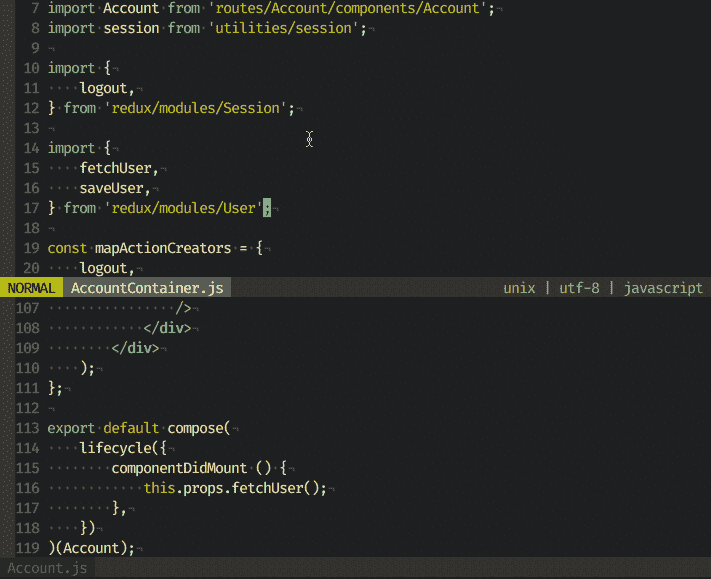 7 import Account from 'routes/Account/components/Account';¬
8 import session from 'utilities/session';¬
9 ¬
10 import {¬
11 ····logout,¬
12 } from 'redux/modules/Session';¬
13 ¬
14 import {¬
15 ····fetchUser,¬
16 ····saveUser,¬
17 } from 'redux/modules/User';¬
18 ¬
19 const mapActionCreators = {¬
20 ····logout,¬
NORMAL AccountContainer.js unix | utf-8 | javascript
107 ················/>¬
108 ············</div>¬
109 ········</div>¬
110 ····);¬
111 };¬
112 ¬
113 export default compose(¬
114 ····lifecycle({¬
115 ········componentDidMount () {¬
116 ············this.props.fetchUser();¬
117 ········},¬
118 ····})¬
119 )(Account);¬
Account.js